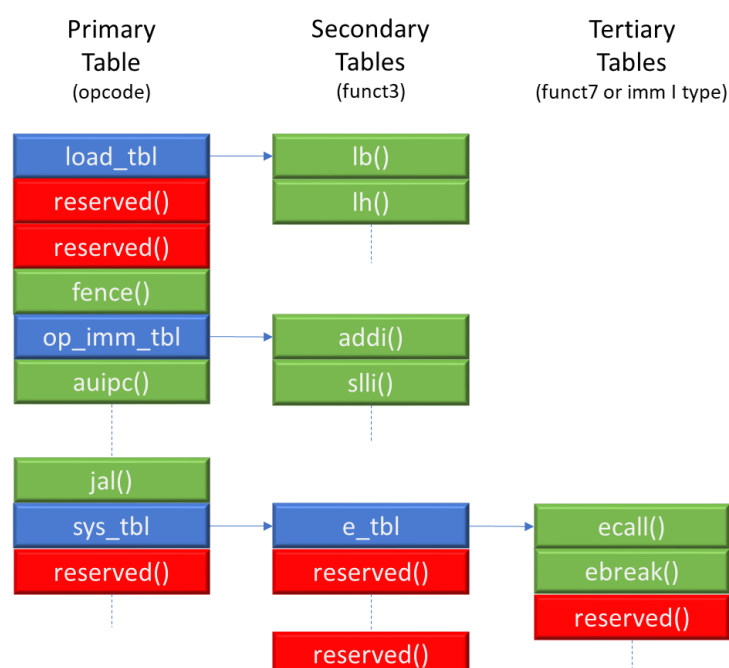 Primary
Table
(opcode)
Secondary
Tables
(funct3)
Tertiary
Tables
(funct7 or imm I type)
load_tbl
lb()
reserved()
lh()
reserved()
fence()
op_imm_tbl
addi()
auipc()
slli()
jal()
sys_tbl
e_tbl
ecall()
reserved()
reserved()
ebreak()
reserved()
reserved()